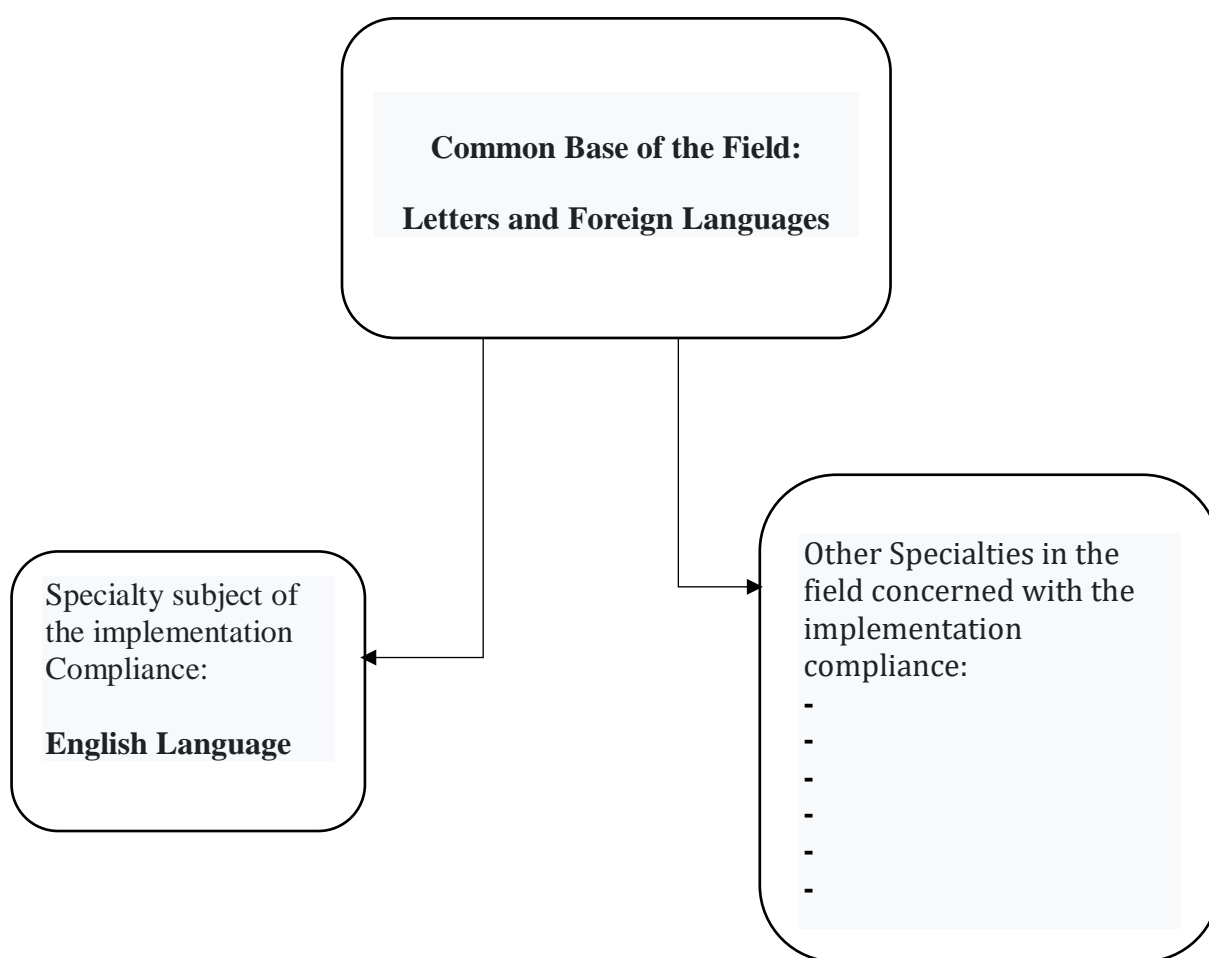 Common Base of the Field:
Letters and Foreign Languages
Specialty subject of
the implementation
Compliance:
English Language
Other Specialties in the
field concerned with the
implementation
compliance:
-
-
-
-
-
-